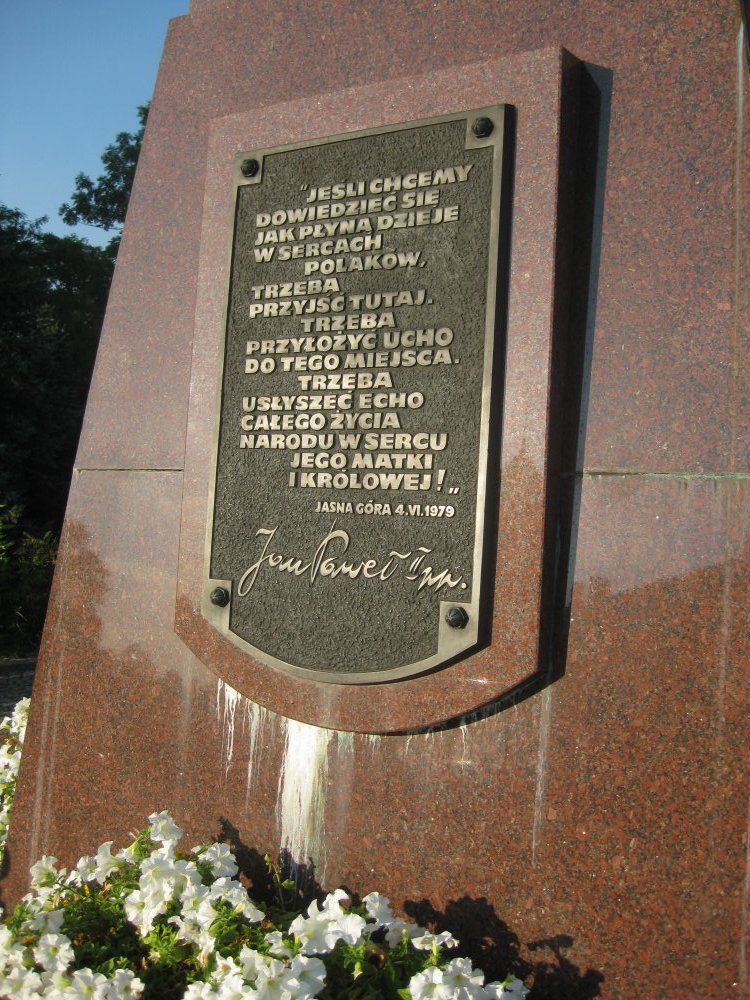 "JEŚLI CHCEMY
DOWIEDZIEĆ SIĘ
JAK PŁYNĄ DZIEJE
W SERCACH
POLAKÓW,
TRZEBA
PRZYJŚĆ TUTAJ.
TRZEBA
PRZYŁOŻYĆ UCHO
DO TEGO MIEJSCA.
TRZEBA
USŁYSZEĆ ECHO
CAŁEGO ŻYCIA
NARODU W SERCU
JEGO MATKI
I KRÓLOWEJ!„
JASNA GÓRA 4.VI.1979
Jan Paweł II pp.